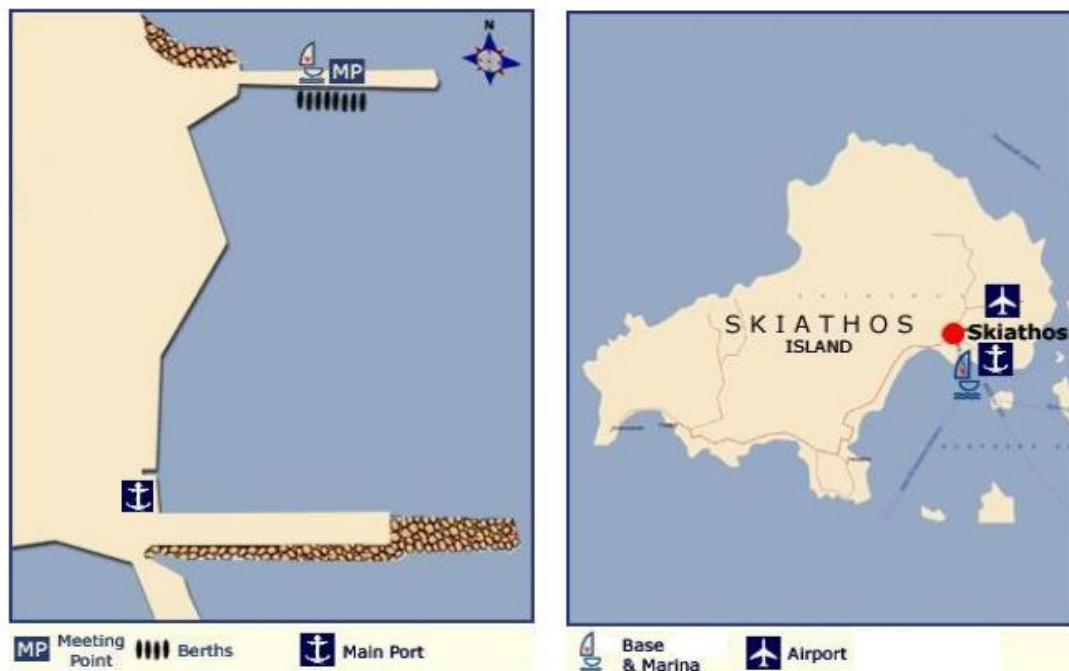 N
MP
SKIATHOS
ISLAND
Skiathos
MP Meeting
Point
Berths
Main Port
Base
& Marina
Airport